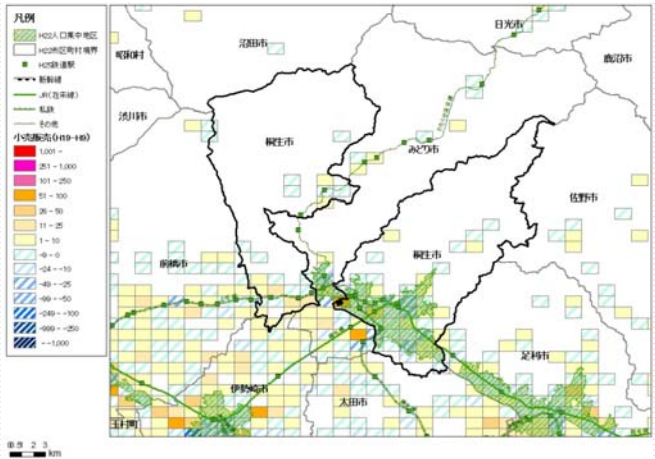 凡例
H22人口集中地区
H22市区町村境界
H25鉄道駅
新幹線
JR(在来線)
私鉄
その他
小売販売(H19-H9)
1,001 -
251 - 1,000
101 - 250
51 - 100
26 - 50
11 - 25
1 - 10
-9 - 0
-24 - -10
-49 - -25
-99 - -50
-249 - -100
-999 - -250
- -1,000
日光市
沼田市
昭和村
鹿沼市
渋川市
桐生市
みどり市
佐野市
前橋市
桐生市
足利市
伊勢崎市
太田市
玉村町
2 3
km